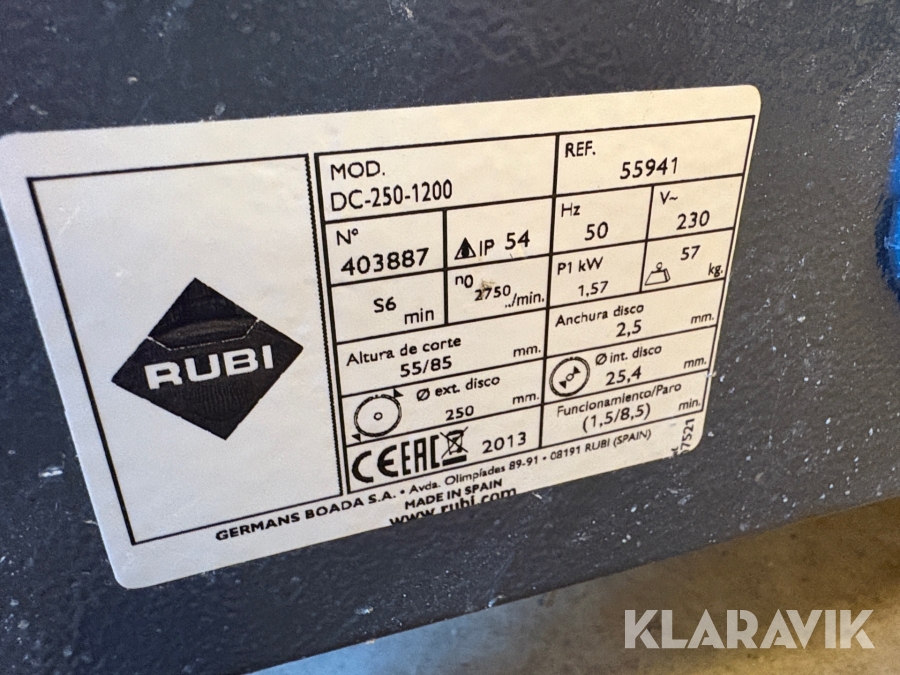 RUBI
MOD.
DC-250-1200
REF.
55941
Nº
403887
IP 54
Hz
50
V~
230
S6
min
n0
2750
../min.
P1 kW
1,57
57
kg.
Altura de corte
55/85
mm.
Anchura disco
2,5
mm.
Ø ext. disco
250
mm.
Ø int. disco
25,4
mm.
Funcionamiento/Paro
(1,5/8,5)
min.
CE EAC
2013
GERMANS BOADA S.A. • Avda. Olimpíades 89-91 • 08191 RUBI (SPAIN)
MADE IN SPAIN
www.rubi.com
KLARAVIK